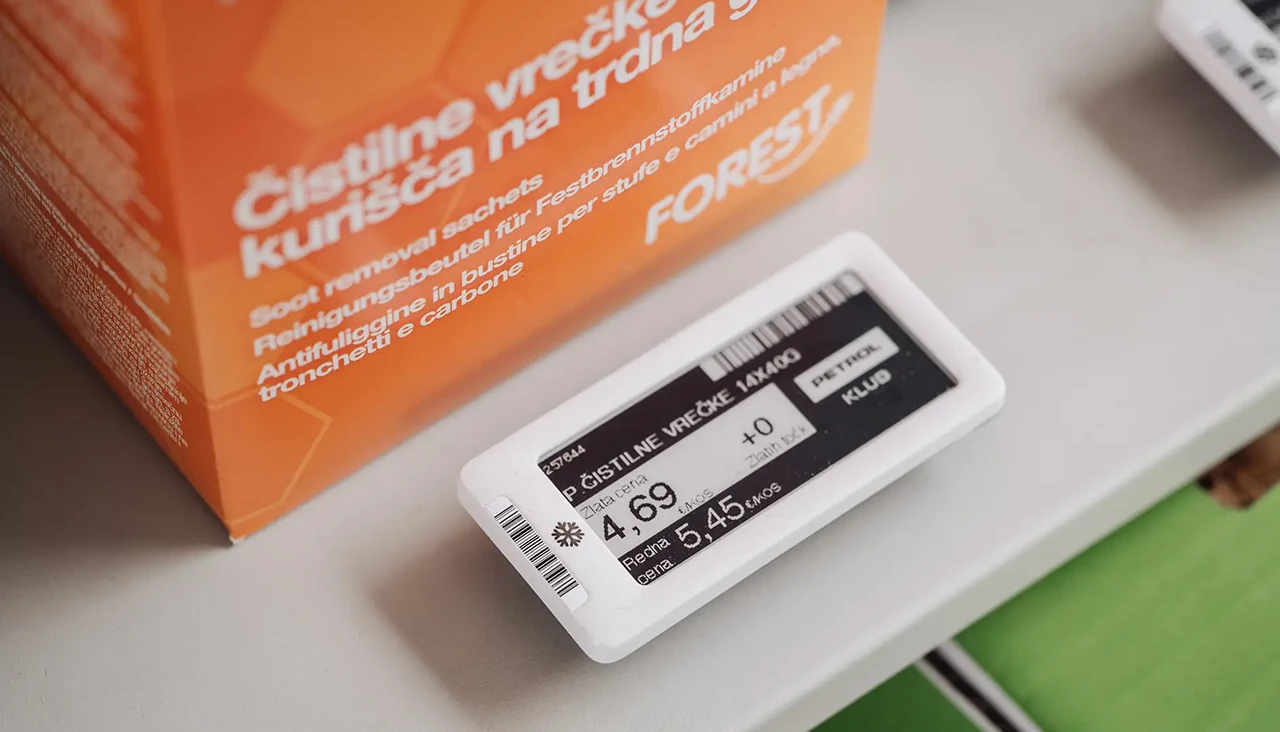 Čistilne vrečke
kurišča na trdna g
Soot removal sachets
Reinigungsbeutel für Festbrennstoffkamine
Antifuliggine in bustine per stufe e camini a legna,
tronchetti e carbone
FOREST
257644
P ČISTILNE VREČKE 14X40G
PETROL
KLUB
Zlata cena
4,69 €/KOS
+0
Zlatih točk
Redna
cena:
5,45 €/KOS